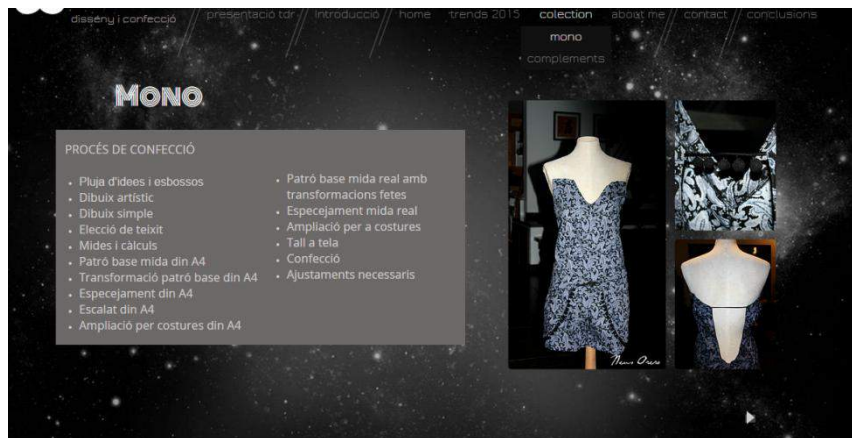 disseny i confecció
presentació tdr
Introducció
home
trends 2015
colection
about me
contact
conclusions
mono
complements
Mono
PROCÉS DE CONFECCIÓ
Pluja d'idees i esbossos
Dibuix artístic
Dibuix simple
Elecció de teixit
Mides i càlculs
Patró base mida din A4
Transformació patró base din A4
Especejament din A4
Escalat din A4
Ampliació per costures din A4
Patró base mida real amb
transformacions fetes
Especejament mida real
Ampliació per a costures
Tall a tela
Confecció
Ajustaments necessaris
Neus Orero